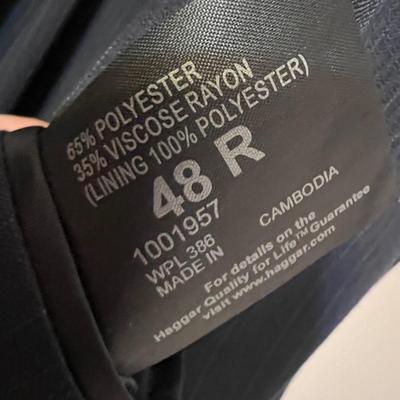 65% POLYESTER
35% VISCOSE RAYON
(LINING 100% POLYESTER)
48 R
1001957
WPL 386
MADE IN CAMBODIA
For details on the
Haggar Quality for Life™ Guarantee
visit www.haggar.com